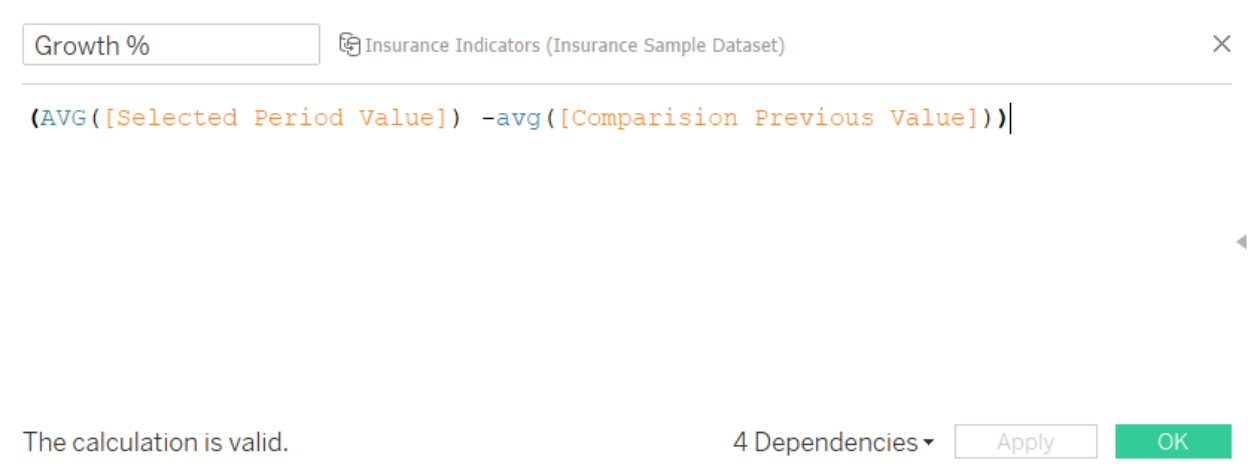 Growth % Insurance Indicators (Insurance Sample Dataset)
(AVG([Selected Period Value]) -avg([Comparision Previous Value]))
The calculation is valid. 4 Dependencies Apply OK